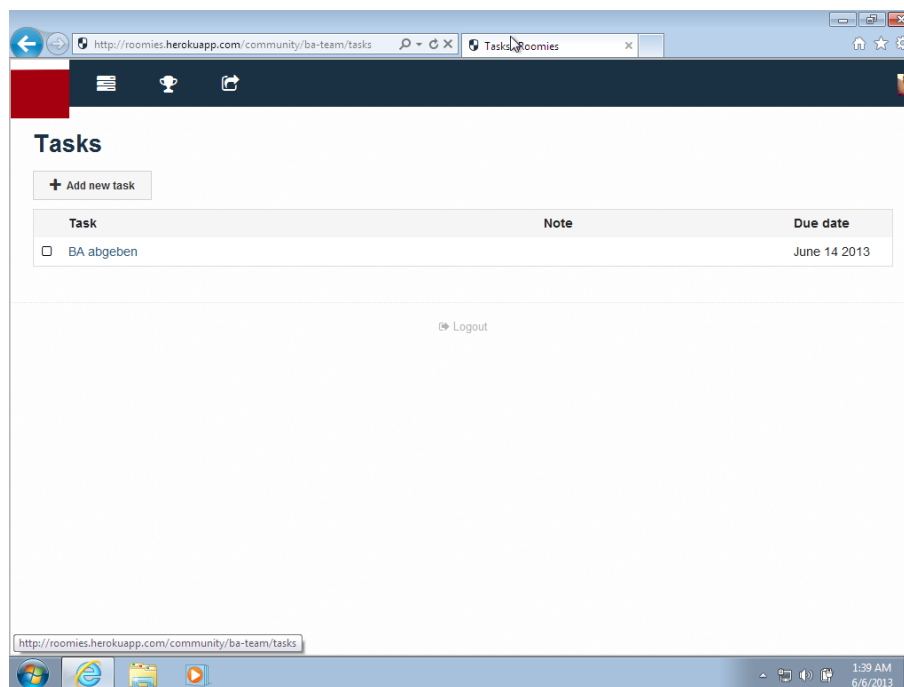 http://roomies.herokuapp.com/community/ba-team/tasks
Tasks Roomies
Tasks
Add new task
Task Note Due date
BA abgeben June 14 2013
Logout
http://roomies.herokuapp.com/community/ba-team/tasks
1:39 AM
6/6/2013